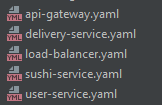 api-gateway.yaml
delivery-service.yaml
load-balancer.yaml
sushi-service.yaml
user-service.yaml